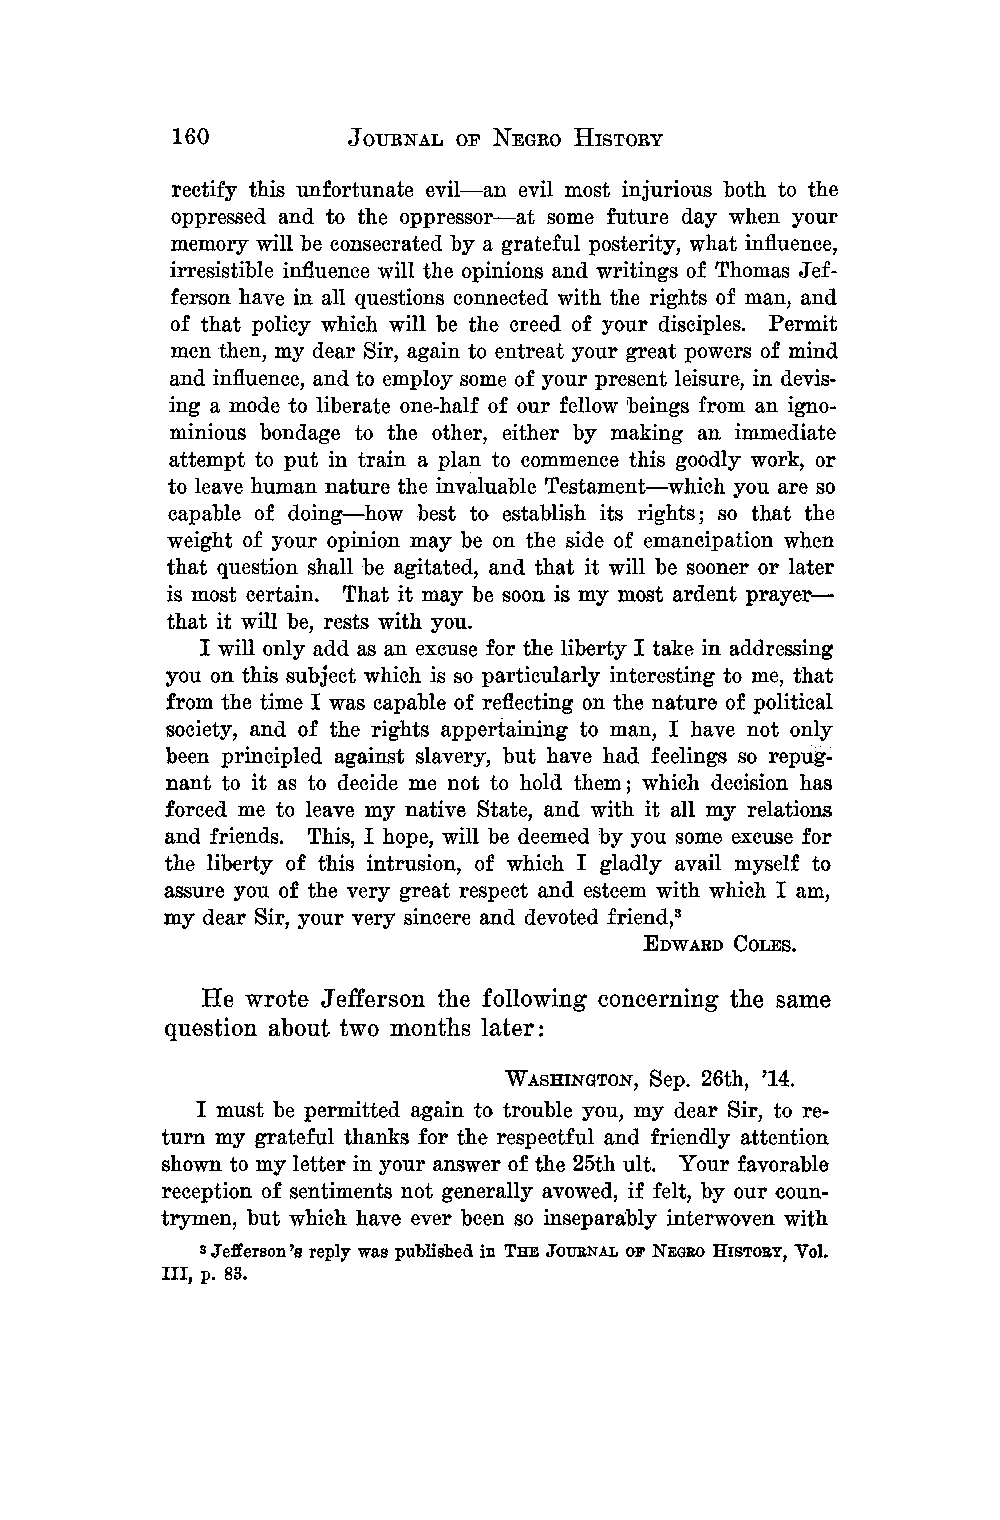 160 JOURNAL OF NEGRO HISTORY
rectify this unfortunate evil—an evil most injurious both to the
oppressed and to the oppressor—at some future day when your
memory will be consecrated by a grateful posterity, what influence,
irresistible influence will the opinions and writings of Thomas Jef-
ferson have in all questions connected with the rights of man, and
of that policy which will be the creed of your disciples. Permit
men then, my dear Sir, again to entreat your great powers of mind
and influence, and to employ some of your present leisure, in devis-
ing a mode to liberate one-half of our fellow beings from an igno-
minious bondage to the other, either by making an immediate
attempt to put in train a plan to commence this goodly work, or
to leave human nature the invaluable Testament—which you are so
capable of doing—how best to establish its rights; so that the
weight of your opinion may be on the side of emancipation when
that question shall be agitated, and that it will be sooner or later
is most certain. That it may be soon is my most ardent prayer—
that it will be, rests with you.
I will only add as an excuse for the liberty I take in addressing
you on this subject which is so particularly interesting to me, that
from the time I was capable of reflecting on the nature of political
society, and of the rights appertaining to man, I have not only
been principled against slavery, but have had feelings so repug-
nant to it as to decide me not to hold them; which decision has
forced me to leave my native State, and with it all my relations
and friends. This, I hope, will be deemed by you some excuse for
the liberty of this intrusion, of which I gladly avail myself to
assure you of the very great respect and esteem with which I am,
my dear Sir, your very sincere and devoted friend,³
EDWARD COLES.
He wrote Jefferson the following concerning the same
question about two months later:
WASHINGTON, Sep. 26th, '14.
I must be permitted again to trouble you, my dear Sir, to re-
turn my grateful thanks for the respectful and friendly attention
shown to my letter in your answer of the 25th ult. Your favorable
reception of sentiments not generally avowed, if felt, by our coun-
trymen, but which have ever been so inseparably interwoven with
³ Jefferson's reply was published in THE JOURNAL OF NEGRO HISTORY, Vol.
III, p. 83.